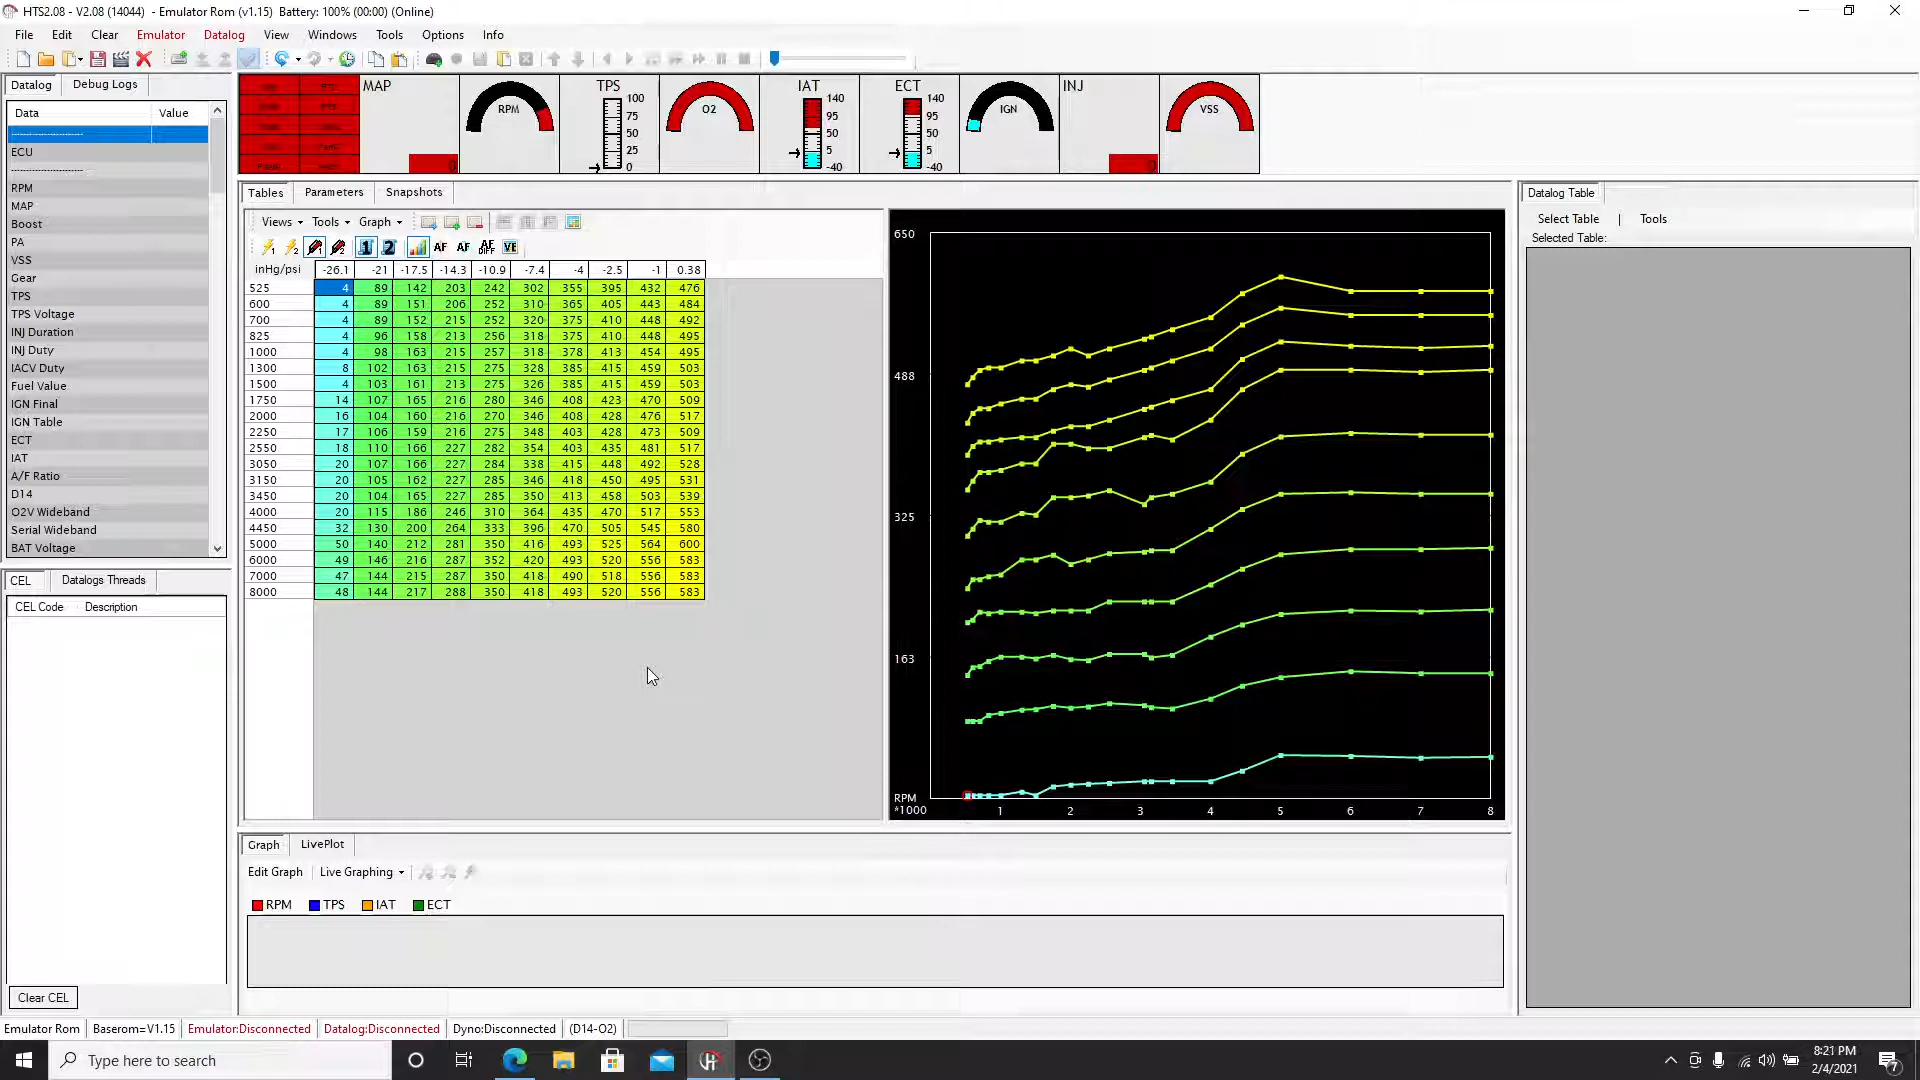 HTS2.08 - V2.08 (14044) - Emulator Rom (v1.15) Battery: 100% (00:00) (Online)
File Edit Clear Emulator Datalog View Windows Tools Options Info
Datalog Debug Logs
Data Value
ECU
RPM
MAP
Boost
PA
VSS
Gear
TPS
TPS Voltage
INJ Duration
INJ Duty
IACV Duty
Fuel Value
IGN Final
IGN Table
ECT
IAT
A/F Ratio
D14
O2V Wideband
Serial Wideband
BAT Voltage
CEL Datalogs Threads
CEL Code Description
Clear CEL
MAP
RPM
TPS
100
75
50
25
0
O2
IAT
140
95
50
5
-40
ECT
140
95
50
5
-40
IGN
INJ
VSS
Tables Parameters Snapshots
Views Tools Graph
1 2 AF AF AF DIFF VE
inHg/psi -26.1 -21 -17.5 -14.3 -10.9 -7.4 -4 -2.5 -1 0.38
525 4 89 142 203 242 302 355 395 432 476
600 4 89 151 206 252 310 365 405 443 484
700 4 89 152 215 252 320 375 410 448 492
825 4 96 158 213 256 318 375 410 448 495
1000 4 98 163 215 257 318 378 413 454 495
1300 8 102 163 215 275 328 385 415 459 503
1500 4 103 161 213 275 326 385 415 459 503
1750 14 107 165 216 280 346 408 423 470 509
2000 16 104 160 216 270 346 408 428 476 517
2250 17 106 159 216 275 348 403 428 473 509
2550 18 110 166 227 282 354 403 435 481 517
3050 20 107 166 227 284 338 415 448 492 528
3150 20 105 162 227 285 346 418 450 495 531
3450 20 104 165 227 285 350 413 458 503 539
4000 20 115 186 246 310 364 435 470 517 553
4450 32 130 200 264 333 396 470 505 545 580
5000 50 140 212 281 350 416 493 525 564 600
6000 49 146 216 287 352 420 493 520 556 583
7000 47 144 215 287 350 418 490 518 556 583
8000 48 144 217 288 350 418 493 520 556 583
650
488
325
163
RPM
*1000 1 2 3 4 5 6 7 8
Datalog Table
Select Table | Tools
Selected Table:
Graph LivePlot
Edit Graph Live Graphing
RPM TPS IAT ECT
Emulator Rom Baserom=V1.15 Emulator:Disconnected Datalog:Disconnected Dyno:Disconnected (D14-O2)
Type here to search
8:21 PM
2/4/2021
7